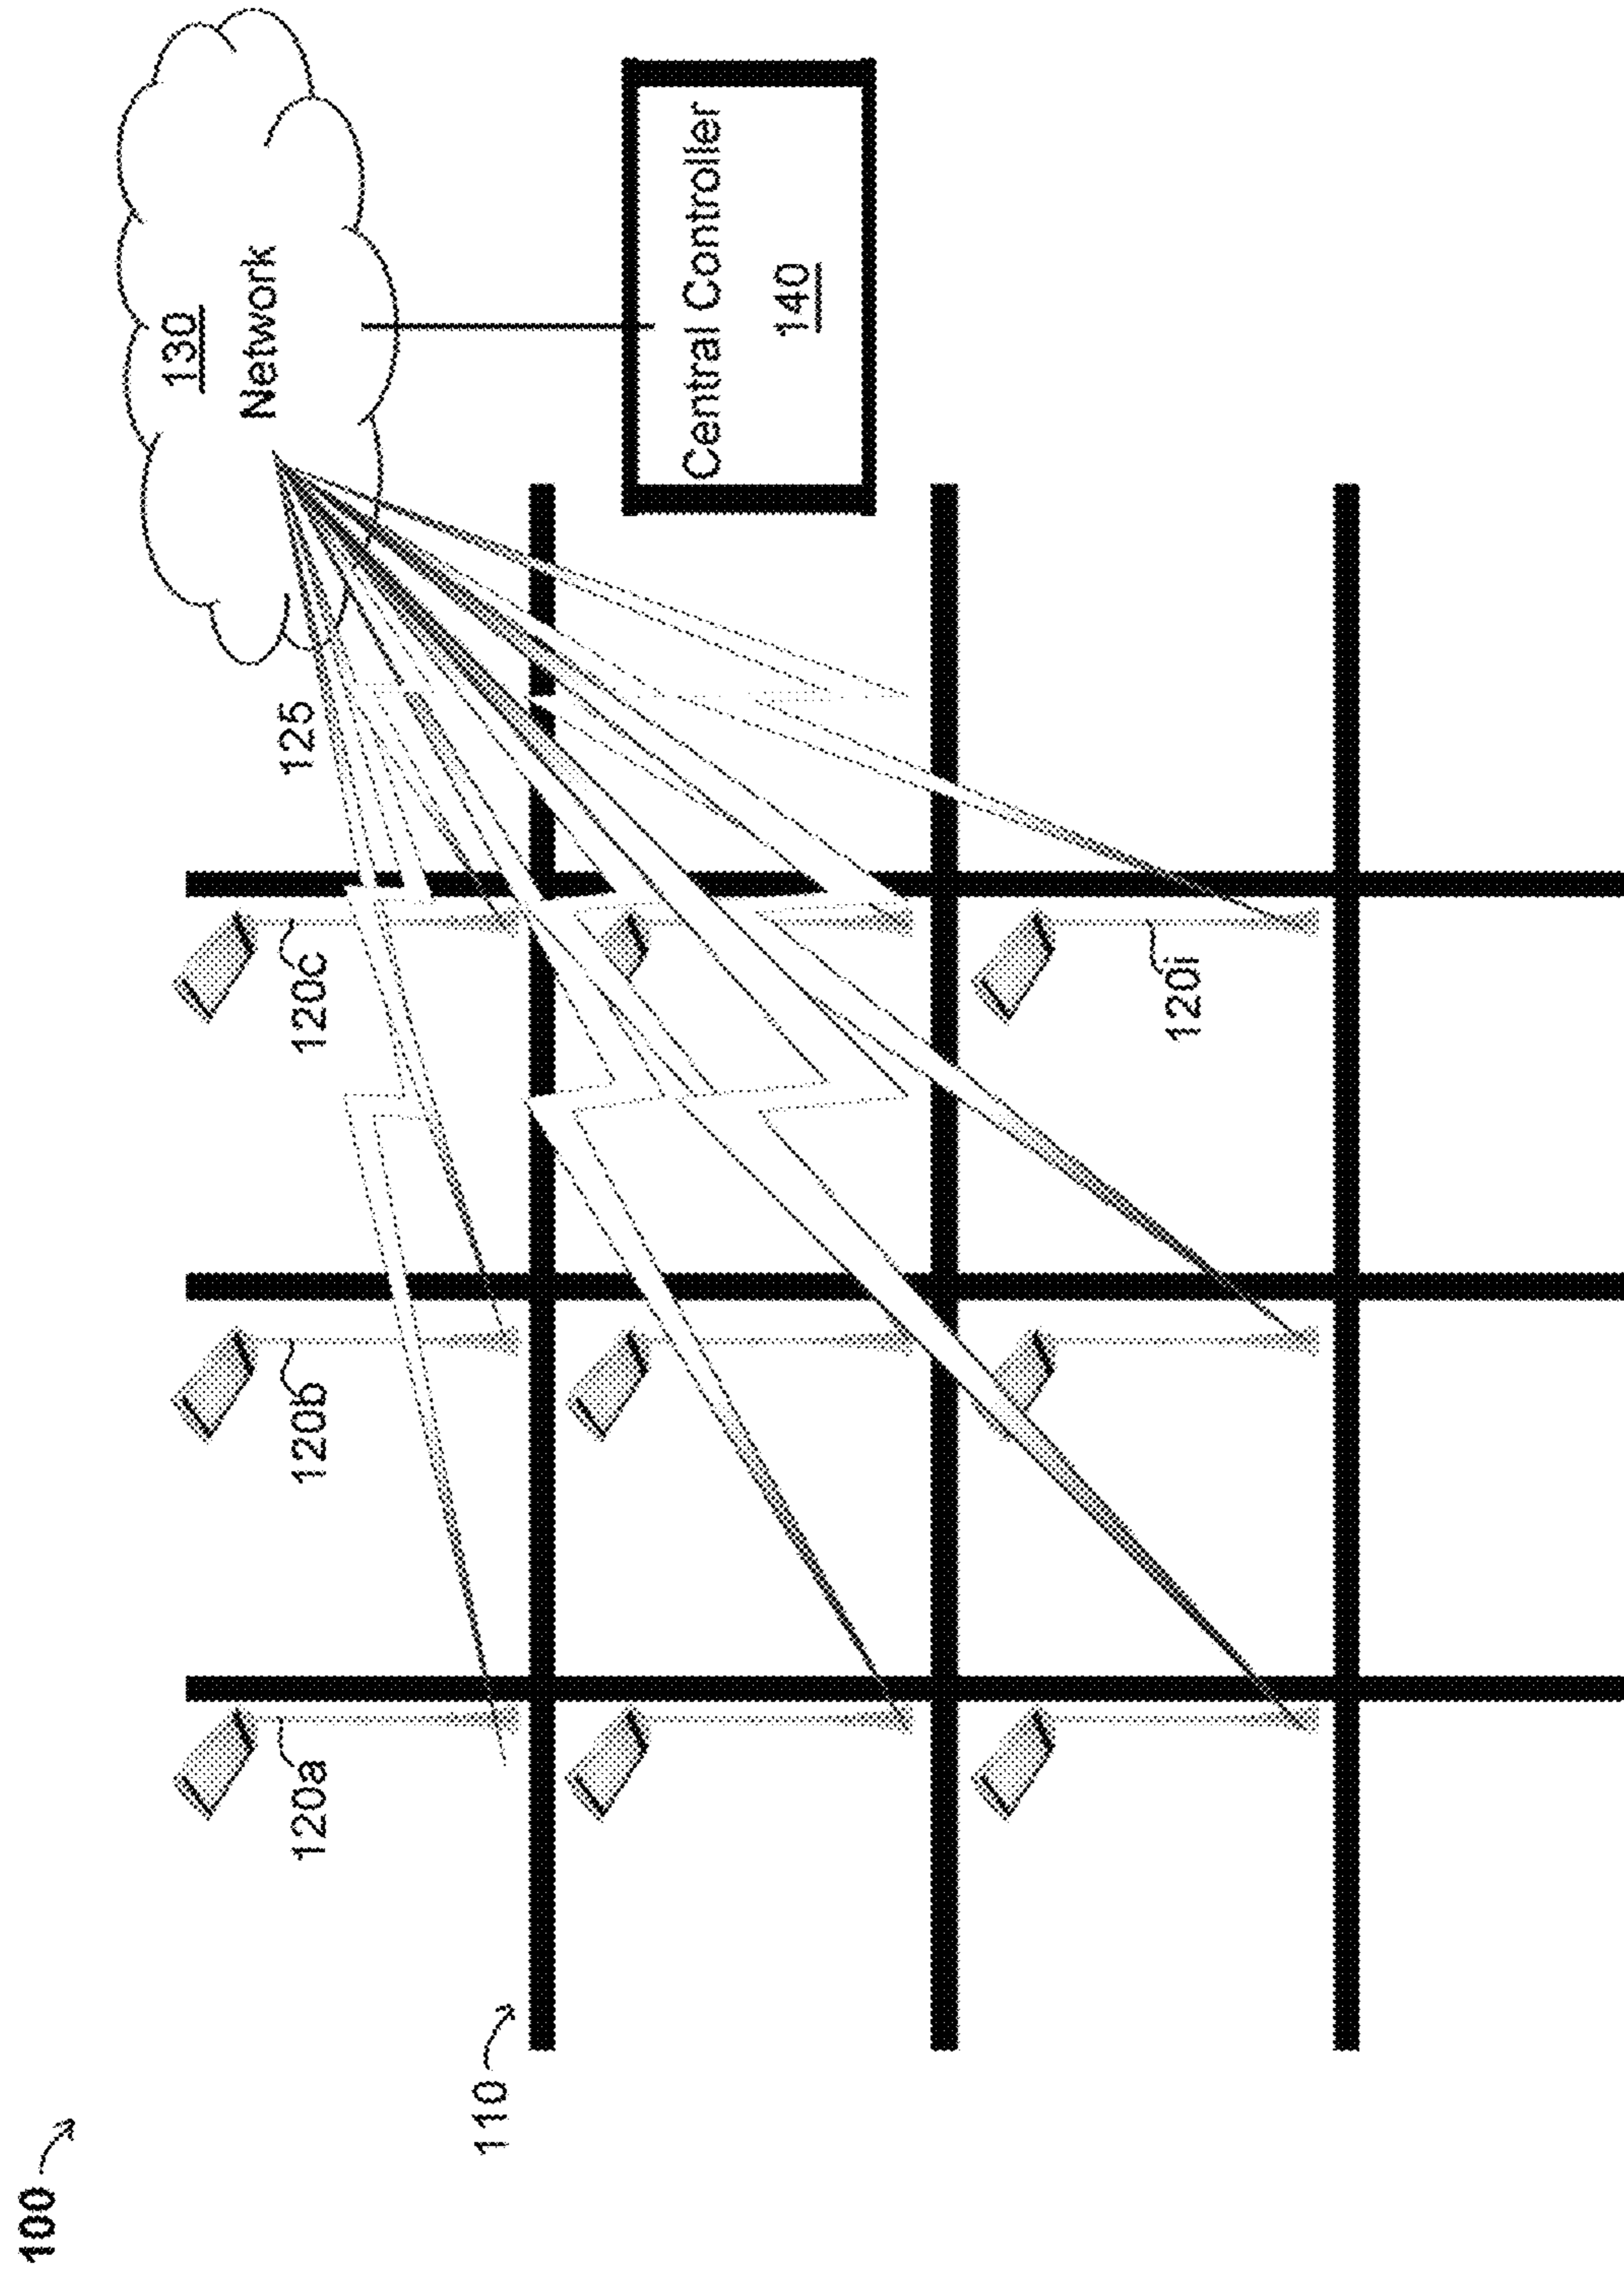 100
110
120a
120b
120c
125
130
Network
Central Controller
140
120i